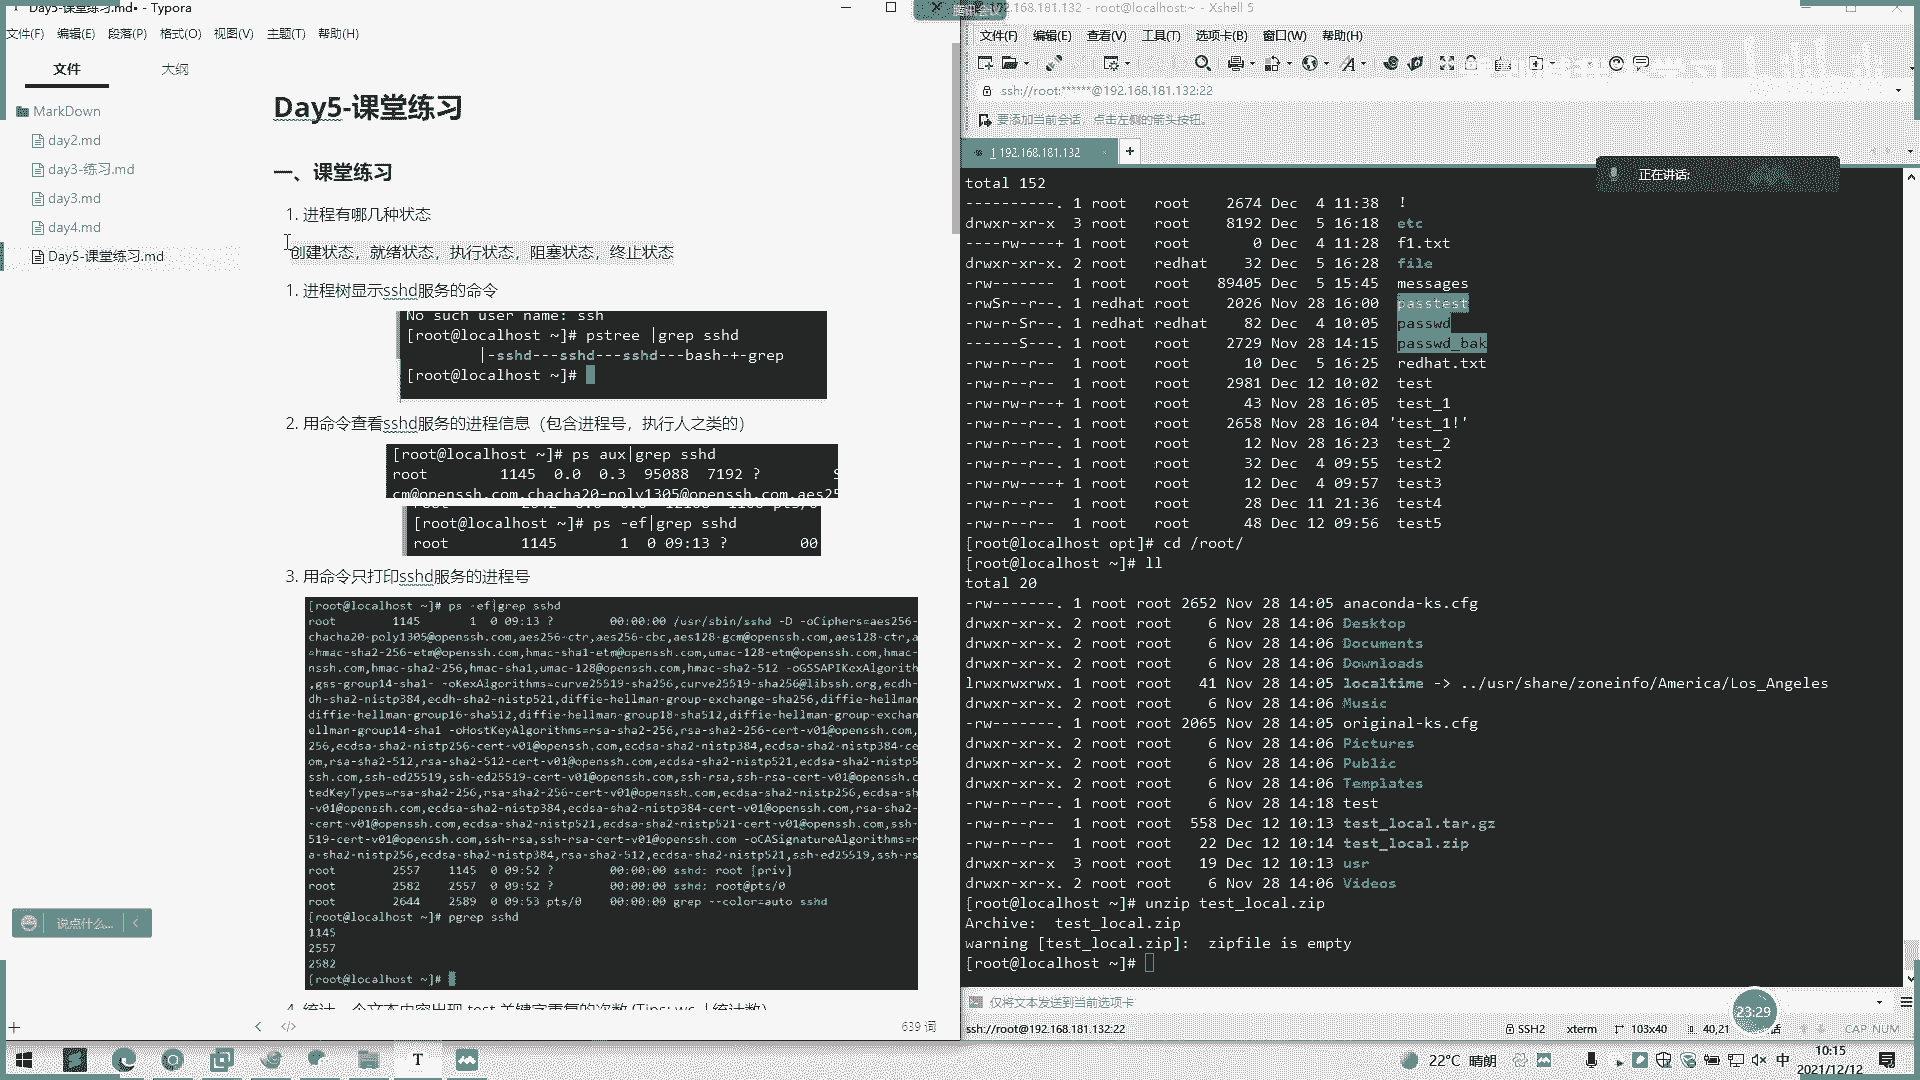 Day5-课堂练习.md• - Typora
文件(F) 编辑(E) 段落(P) 格式(O) 视图(V) 主题(T) 帮助(H)
文件 大纲
MarkDown
day2.md
day3-练习.md
day3.md
day4.md
Day5-课堂练习.md
Day5-课堂练习
一、课堂练习
1. 进程有哪几种状态
创建状态，就绪状态，执行状态，阻塞状态，终止状态
1. 进程树显示sshd服务的命令
No such user name: ssh
[root@localhost ~]# pstree |grep sshd
|-sshd---sshd---sshd---bash-+-grep
[root@localhost ~]#
2. 用命令查看sshd服务的进程信息（包含进程号，执行人之类的）
[root@localhost ~]# ps aux|grep sshd
root 1145 0.0 0.3 95088 7192 ? S
cm@openssh.com,chacha20-poly1305@openssh.com,aes25
[root@localhost ~]# ps -ef|grep sshd
root 1145 1 0 09:13 ? 00
3. 用命令只打印sshd服务的进程号
[root@localhost ~]# ps -ef|grep sshd
root 1145 1 0 09:13 ? 00:00:00 /usr/sbin/sshd -D -oCiphers=aes256-
chacha20-poly1305@openssh.com,aes256-ctr,aes256-cbc,aes128-gcm@openssh.com,aes128-ctr,a
=hmac-sha2-256-etm@openssh.com,hmac-sha1-etm@openssh.com,umac-128-etm@openssh.com,hmac-
nssh.com,hmac-sha2-256,hmac-sha1,umac-128@openssh.com,hmac-sha2-512 -oGSSAPIKexAlgorith
,gss-group14-sha1- -oKexAlgorithms=curve25519-sha256,curve25519-sha256@libssh.org,ecdh-
dh-sha2-nistp384,ecdh-sha2-nistp521,diffie-hellman-group-exchange-sha256,diffie-hellman-
diffie-hellman-group16-sha512,diffie-hellman-group18-sha512,diffie-hellman-group-exchan
ellman-group14-sha1 -oHostKeyAlgorithms=rsa-sha2-256,rsa-sha2-256-cert-v01@openssh.com,
256,ecdsa-sha2-nistp256-cert-v01@openssh.com,ecdsa-sha2-nistp384,ecdsa-sha2-nistp384-ce
om,rsa-sha2-512,rsa-sha2-512-cert-v01@openssh.com,ecdsa-sha2-nistp521,ecdsa-sha2-nistp5
ssh.com,ssh-ed25519,ssh-ed25519-cert-v01@openssh.com,ssh-rsa,ssh-rsa-cert-v01@openssh.c
tedKeyTypes=rsa-sha2-256,rsa-sha2-256-cert-v01@openssh.com,ecdsa-sha2-nistp256,ecdsa-sh
-v01@openssh.com,ecdsa-sha2-nistp384,ecdsa-sha2-nistp384-cert-v01@openssh.com,rsa-sha2-
-cert-v01@openssh.com,ecdsa-sha2-nistp521,ecdsa-sha2-nistp521-cert-v01@openssh.com,ssh-
519-cert-v01@openssh.com,ssh-rsa,ssh-rsa-cert-v01@openssh.com -oCASignatureAlgorithms=r
a-sha2-nistp256,ecdsa-sha2-nistp384,rsa-sha2-512,ecdsa-sha2-nistp521,ssh-ed25519,ssh-rs
root 2557 1145 0 09:52 ? 00:00:00 sshd: root [priv]
root 2582 2557 0 09:52 ? 00:00:00 sshd: root@pts/0
root 2644 2589 0 09:53 pts/0 00:00:00 grep --color=auto sshd
[root@localhost ~]# pgrep sshd
1145
2557
2582
[root@localhost ~]#
说点什么...
639 词
192.168.181.132 - root@localhost:~ - Xshell 5
文件(F) 编辑(E) 查看(V) 工具(T) 选项卡(B) 窗口(W) 帮助(H)
ssh://root:******@192.168.181.132:22
要添加当前会话，点击左侧的箭头按钮。
1 192.168.181.132
正在讲话:
total 152
----------. 1 root root 2674 Dec 4 11:38 !
drwxr-xr-x 3 root root 8192 Dec 5 16:18 etc
----rw----+ 1 root root 0 Dec 4 11:28 f1.txt
drwxr-xr-x. 2 root redhat 32 Dec 5 16:28 file
-rw------- 1 root root 89405 Dec 5 15:45 messages
-rwSr--r--. 1 redhat root 2026 Nov 28 16:00 passtest
-rw-r-Sr--. 1 redhat redhat 82 Dec 4 10:05 passwd
------S---. 1 root root 2729 Nov 28 14:15 passwd_bak
-rw-r--r-- 1 root root 10 Dec 5 16:25 redhat.txt
-rw-r--r-- 1 root root 2981 Dec 12 10:02 test
-rw-rw-r--+ 1 root root 43 Nov 28 16:05 test_1
-rw-r--r--. 1 root root 2658 Nov 28 16:04 'test_1!'
-rw-r--r--. 1 root root 12 Nov 28 16:23 test_2
-rw-r--r--. 1 root root 32 Dec 4 09:55 test2
-rw-rw----+ 1 root root 12 Dec 4 09:57 test3
-rw-r--r-- 1 root root 28 Dec 11 21:36 test4
-rw-r--r-- 1 root root 48 Dec 12 09:56 test5
[root@localhost opt]# cd /root/
[root@localhost ~]# ll
total 20
-rw-------. 1 root root 2652 Nov 28 14:05 anaconda-ks.cfg
drwxr-xr-x. 2 root root 6 Nov 28 14:06 Desktop
drwxr-xr-x. 2 root root 6 Nov 28 14:06 Documents
drwxr-xr-x. 2 root root 6 Nov 28 14:06 Downloads
lrwxrwxrwx. 1 root root 41 Nov 28 14:05 localtime -> ../usr/share/zoneinfo/America/Los_Angeles
drwxr-xr-x. 2 root root 6 Nov 28 14:06 Music
-rw-------. 1 root root 2065 Nov 28 14:05 original-ks.cfg
drwxr-xr-x. 2 root root 6 Nov 28 14:06 Pictures
drwxr-xr-x. 2 root root 6 Nov 28 14:06 Public
drwxr-xr-x. 2 root root 6 Nov 28 14:06 Templates
-rw-r--r--. 1 root root 6 Nov 28 14:18 test
-rw-r--r-- 1 root root 558 Dec 12 10:13 test_local.tar.gz
-rw-r--r-- 1 root root 22 Dec 12 10:14 test_local.zip
drwxr-xr-x 3 root root 19 Dec 12 10:13 usr
drwxr-xr-x. 2 root root 6 Nov 28 14:06 Videos
[root@localhost ~]# unzip test_local.zip
Archive: test_local.zip
warning [test_local.zip]: zipfile is empty
[root@localhost ~]#
仅将文本发送到当前选项卡
23:29
ssh://root@192.168.181.132:22
SSH2 xterm 103x40 40,21 CAP NUM
22°C 晴朗
中
10:15
2021/12/12